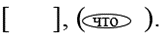 [ ], (что ).